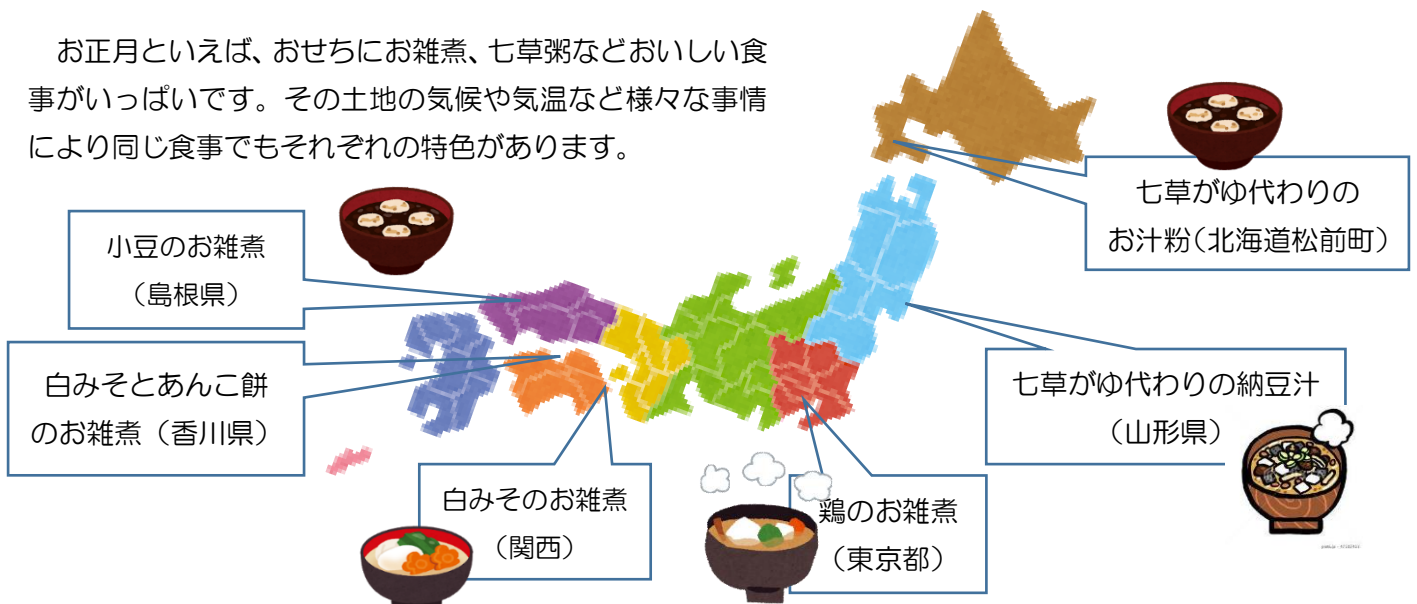 お正月といえば、おせちにお雑煮、七草粥などおいしい食
事がいっぱいです。その土地の気候や気温など様々な事情
により同じ食事でもそれぞれの特色があります。
七草がゆ代わりの
お汁粉（北海道松前町）
小豆のお雑煮
（島根県）
白みそとあんこ餅
のお雑煮（香川県）
七草がゆ代わりの納豆汁
（山形県）
白みそのお雑煮
（関西）
鶏のお雑煮
（東京都）